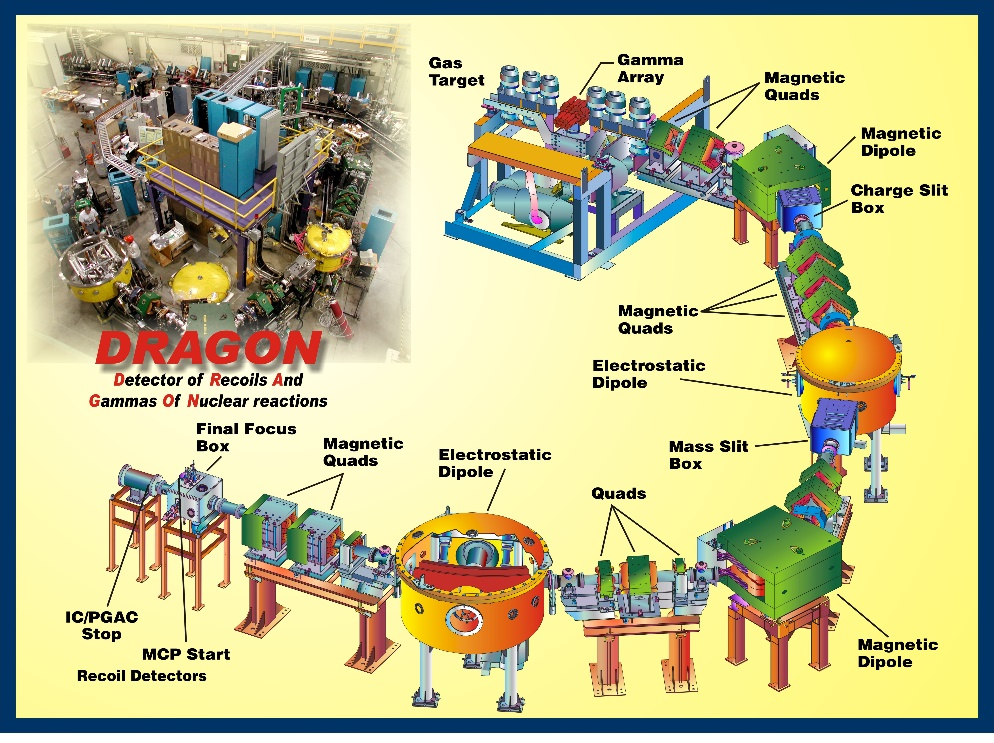 Gas
Target
Gamma
Array
Magnetic
Quads
Magnetic
Dipole
Charge Slit
Box
Magnetic
Quads
Electrostatic
Dipole
DRAGON
Detector of Recoils And
Gammas Of Nuclear reactions
Final Focus
Box
Magnetic
Quads
Electrostatic
Dipole
Mass Slit
Box
Quads
IC/PGAC
Stop
MCP Start
Recoil Detectors
Magnetic
Dipole